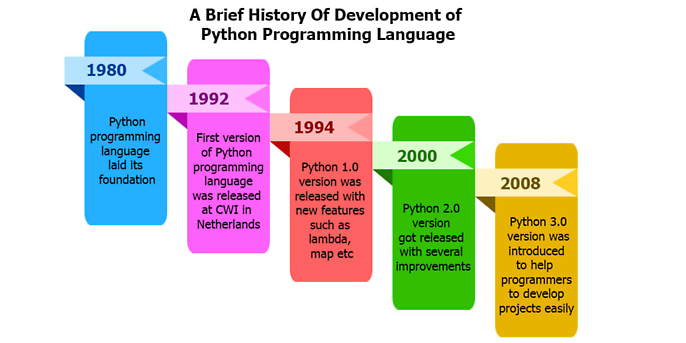 A Brief History Of Development of
Python Programming Language
1980
Python
programming
language
laid its
foundation
1992
First version
of Python
programming
language
was released
at CWI in
Netherlands
1994
Python 1.0
version was
released with
new features
such as
lambda,
map etc
2000
Python 2.0
version
got released
with several
improvements
2008
Python 3.0
version was
introduced
to help
programmers
to develop
projects easily